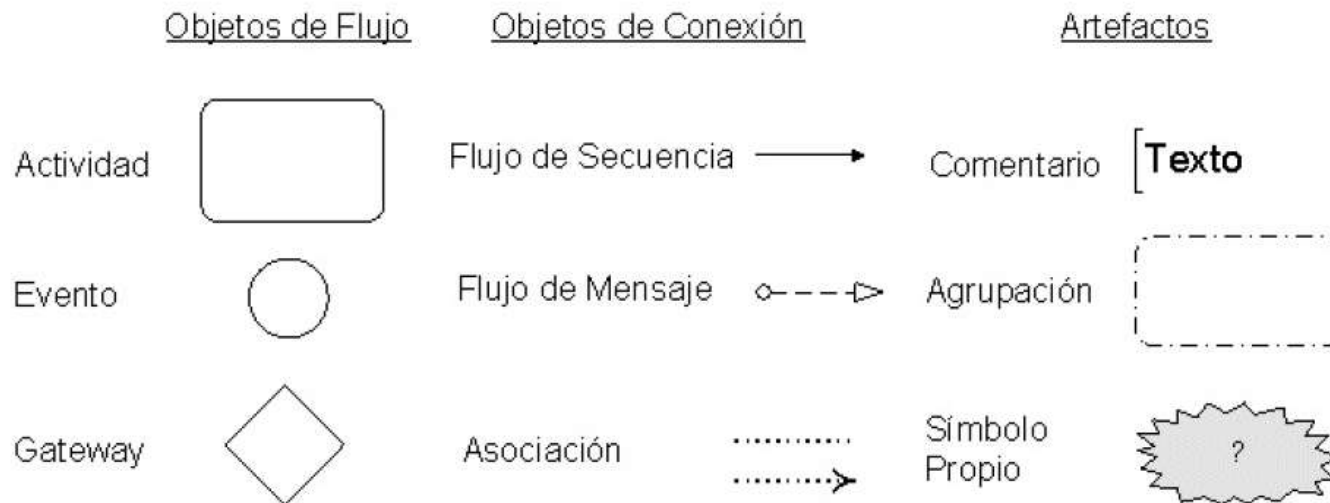 Objetos de Flujo
Objetos de Conexión
Artefactos
Actividad
Flujo de Secuencia
Comentario
Texto
Evento
Flujo de Mensaje
Agrupación
Gateway
Asociación
Símbolo
Propio
?